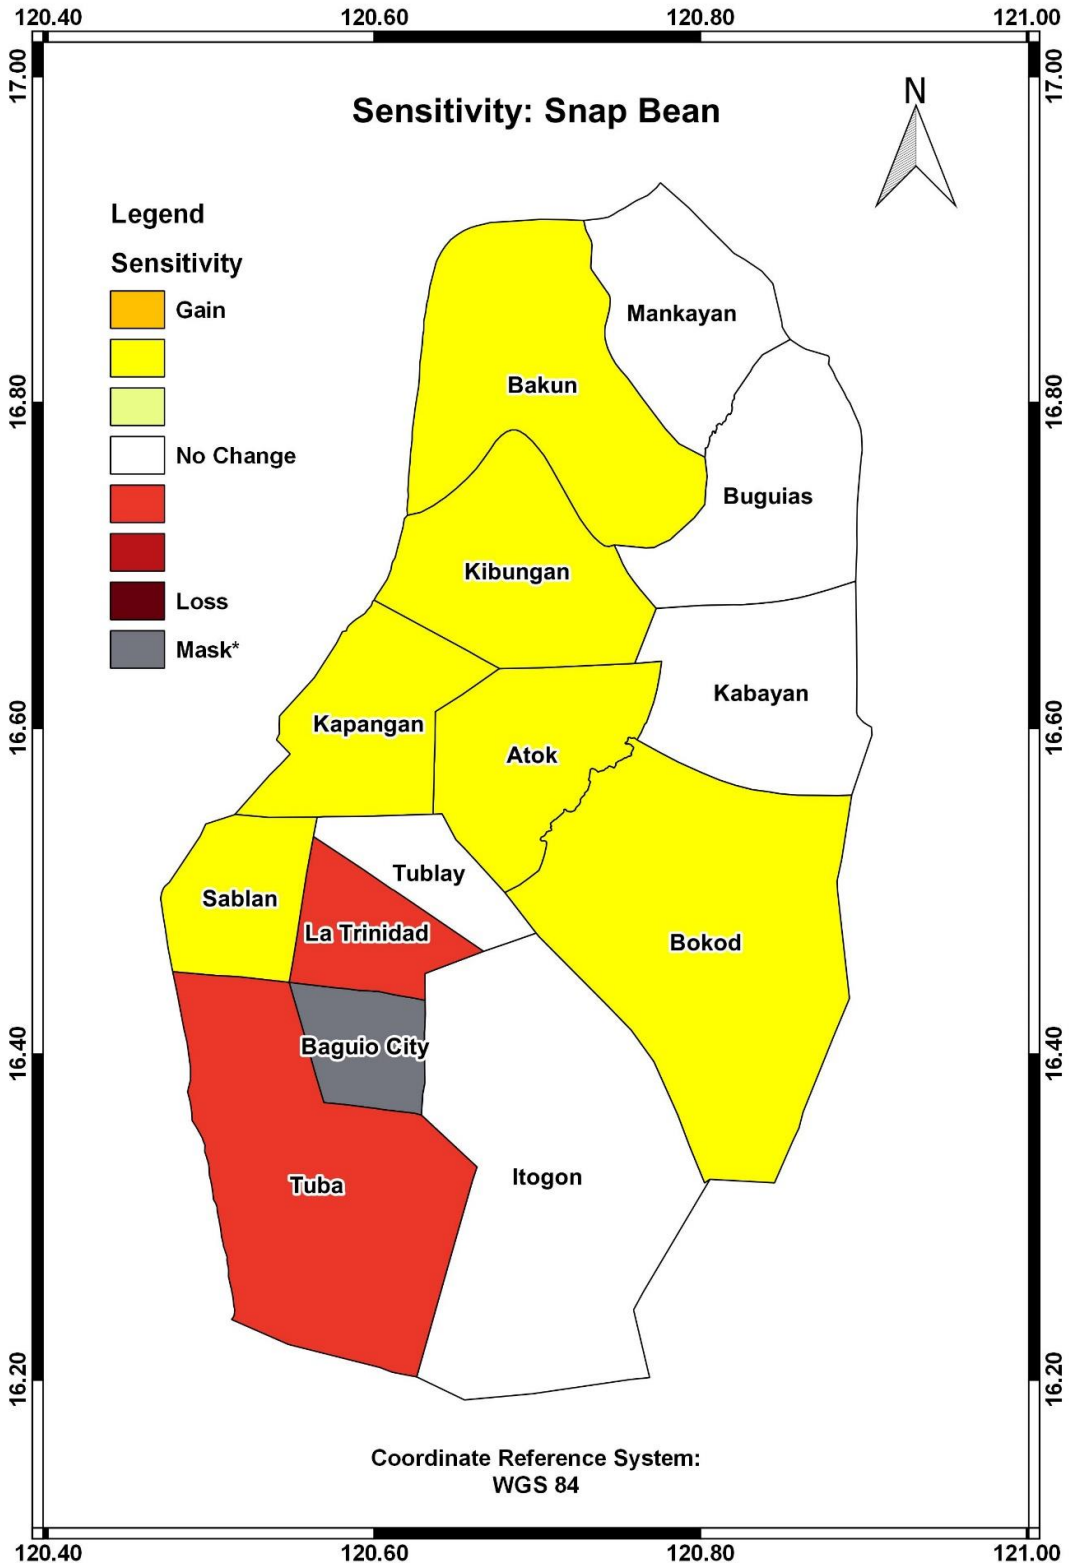 120.40 120.60 120.80 121.00
17.00 17.00
N
Sensitivity: Snap Bean
Legend
Sensitivity
Gain
No Change
Loss
Mask*
Mankayan
Bakun
16.80 16.80
Buguias
Kibungan
Kabayan
Kapangan
16.60 16.60
Atok
Tublay
Sablan
La Trinidad
Bokod
16.40 16.40
Baguio City
Itogon
Tuba
16.20 16.20
Coordinate Reference System:
WGS 84
120.40 120.60 120.80 121.00